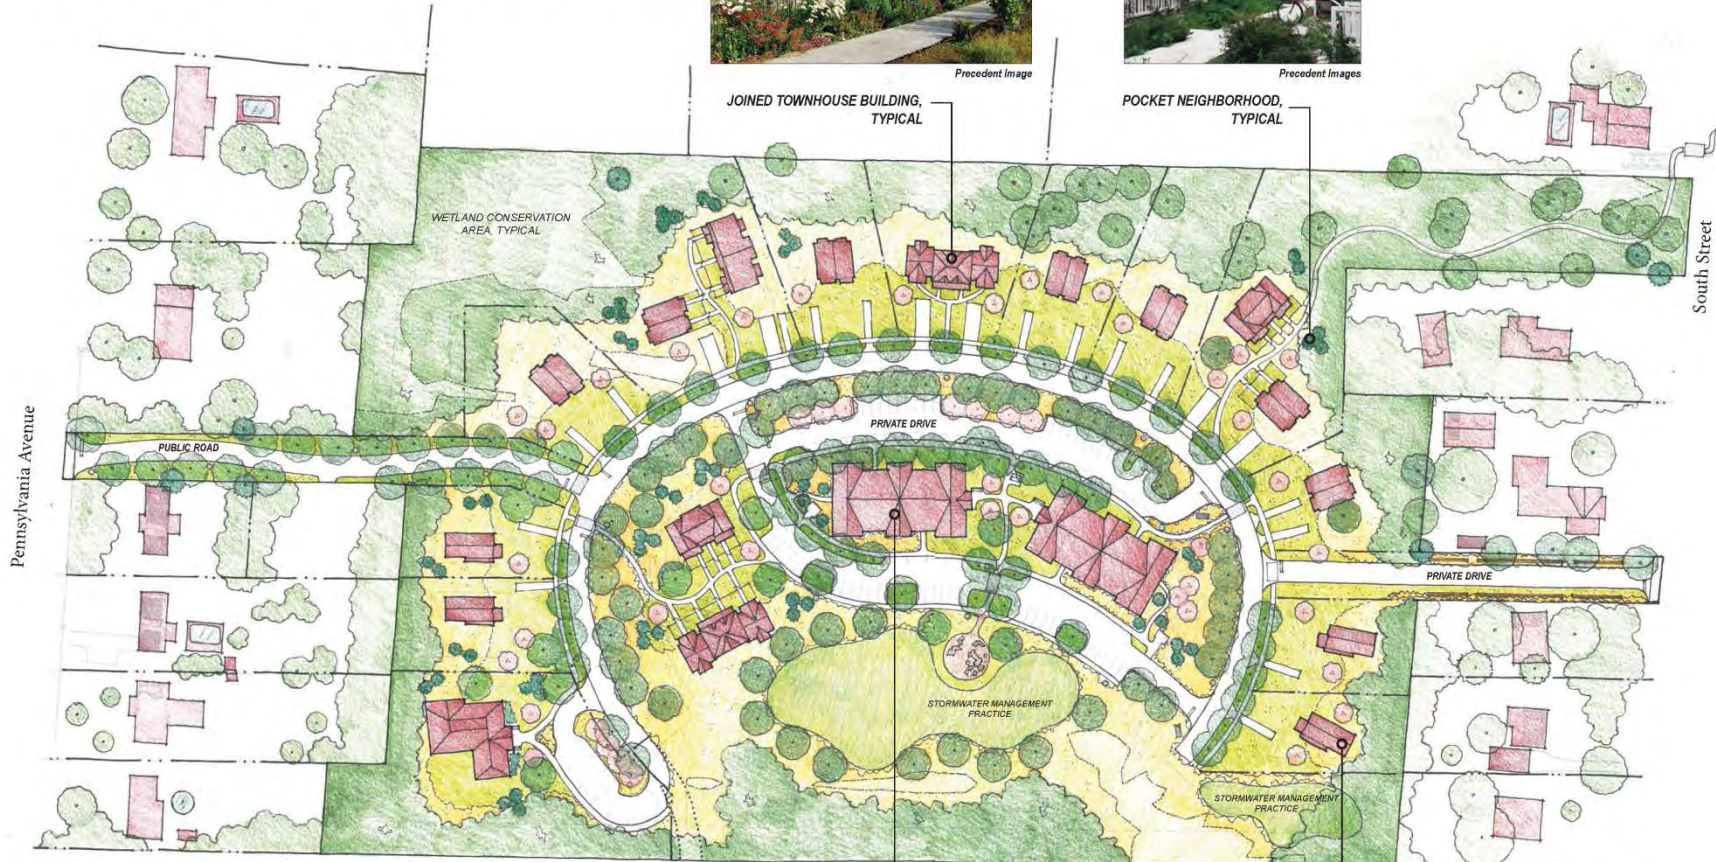 Precedent Image
Precedent Images
JOINED TOWNHOUSE BUILDING,
TYPICAL
POCKET NEIGHBORHOOD,
TYPICAL
WETLAND CONSERVATION
AREA, TYPICAL
South Street
PRIVATE DRIVE
Pennsylvania Avenue
PUBLIC ROAD
PRIVATE DRIVE
STORMWATER MANAGEMENT
PRACTICE
STORMWATER MANAGEMENT
PRACTICE